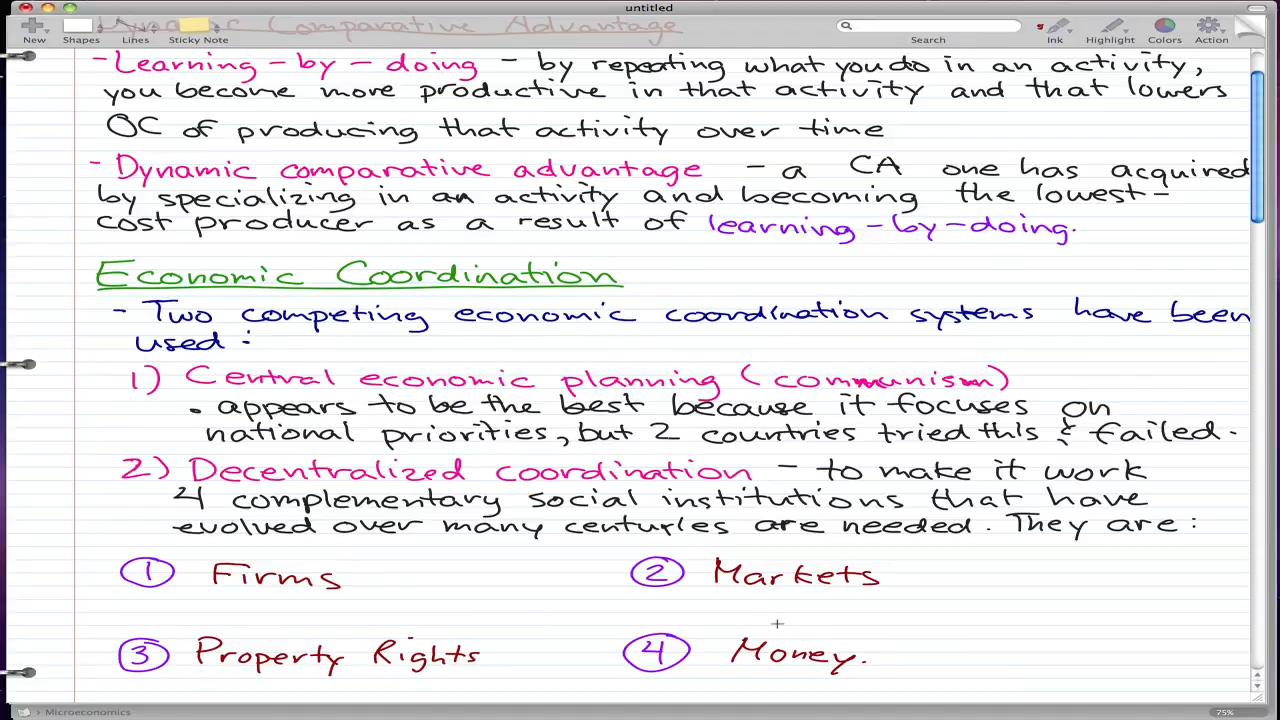 untitled
Dynamic Comparative Advantage
New Shapes Lines Sticky Note Search Ink Highlight Colors Action
- Learning-by-doing - by repeating what you do in an activity,
you become more productive in that activity and that lowers
OC of producing that activity over time
- Dynamic comparative advantage - a CA one has acquired
by specializing in an activity and becoming the lowest-
cost producer as a result of learning-by-doing.
Economic Coordination
- Two competing economic coordination systems have been
used:
1) Central economic planning (communism)
• appears to be the best because it focuses on
national priorities, but 2 countries tried this & failed.
2) Decentralized coordination - to make it work
4 complementary social institutions that have
evolved over many centuries are needed. They are:
① Firms ② Markets
③ Property Rights ④ Money.
Microeconomics 75%